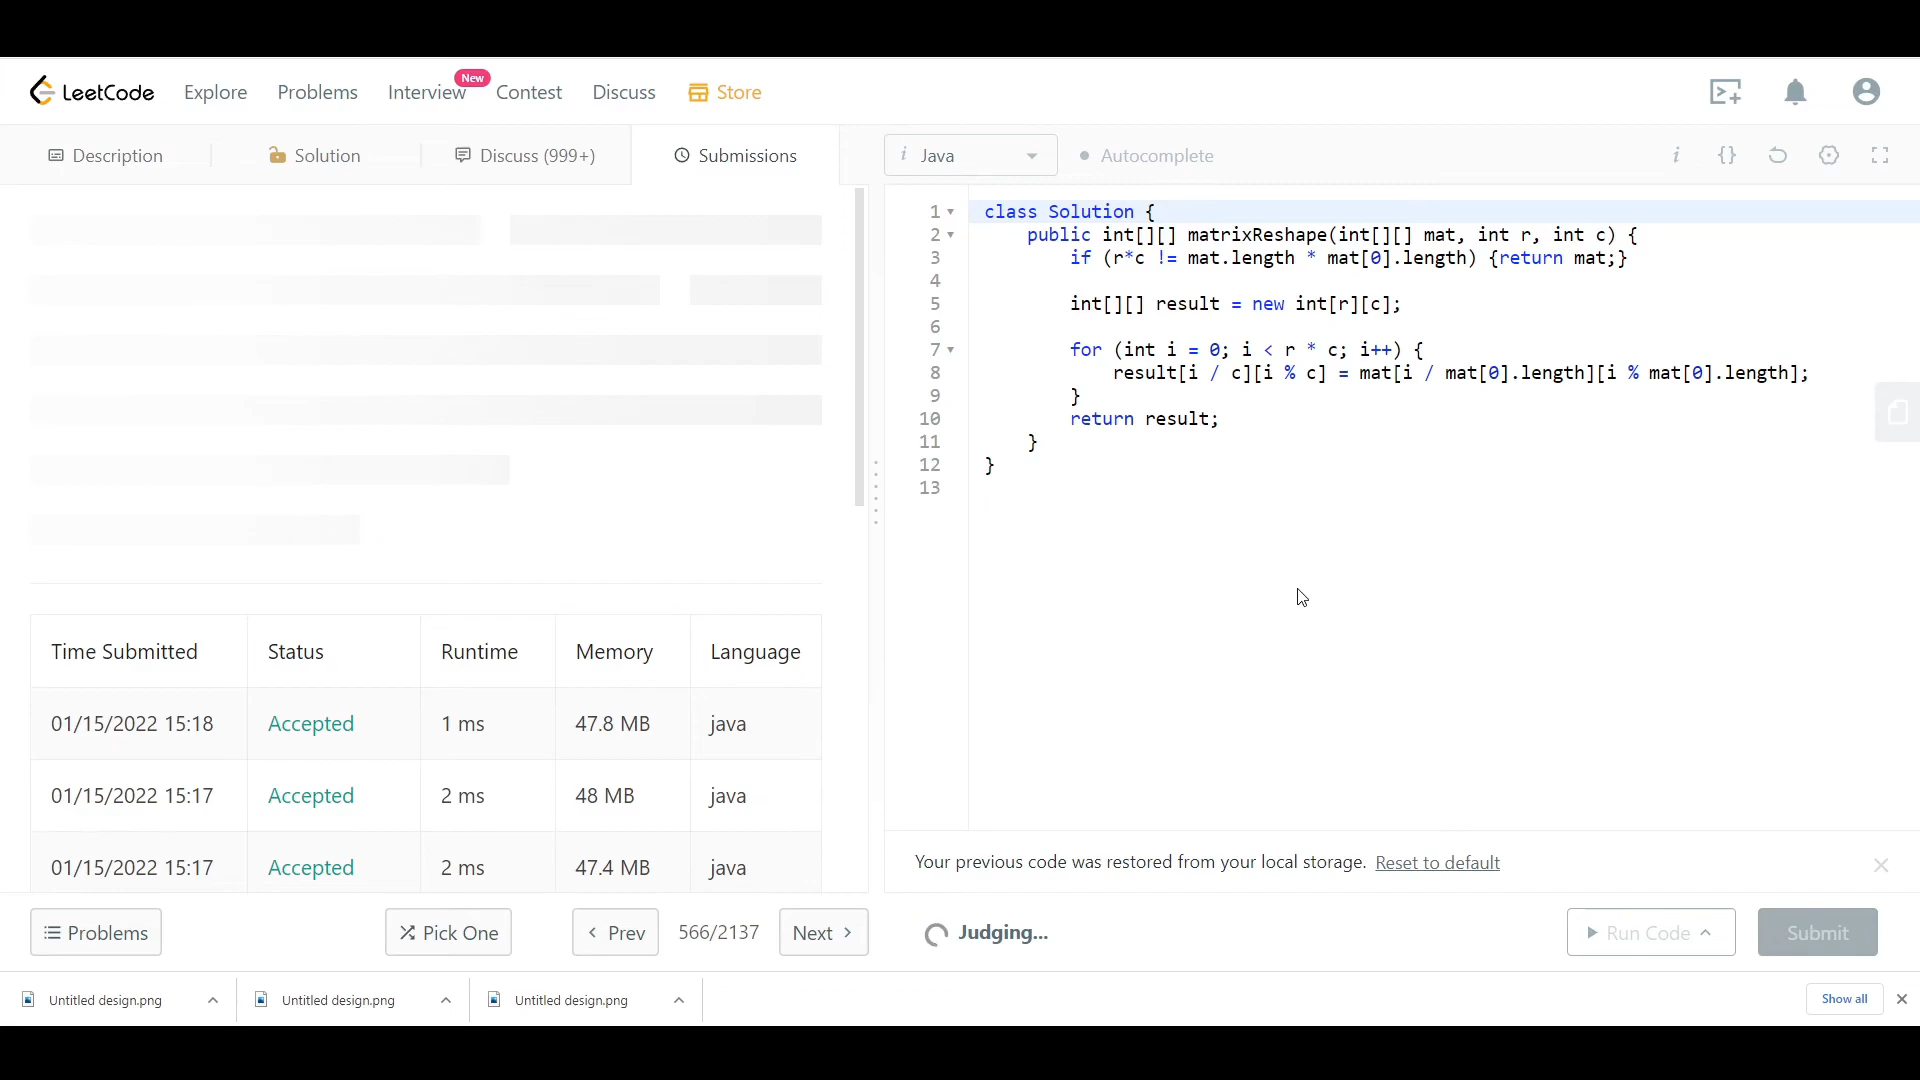 LeetCode Explore Problems Interview New Contest Discuss Store
Description Solution Discuss (999+) Submissions
i Java Autocomplete i {}
1 class Solution {
2 public int[][] matrixReshape(int[][] mat, int r, int c) {
3 if (r*c != mat.length * mat[0].length) {return mat;}
4
5 int[][] result = new int[r][c];
6
7 for (int i = 0; i < r * c; i++) {
8 result[i / c][i % c] = mat[i / mat[0].length][i % mat[0].length];
9 }
10 return result;
11 }
12 }
13
Time Submitted Status Runtime Memory Language
01/15/2022 15:18 Accepted 1 ms 47.8 MB java
01/15/2022 15:17 Accepted 2 ms 48 MB java
01/15/2022 15:17 Accepted 2 ms 47.4 MB java
Your previous code was restored from your local storage. Reset to default
Problems Pick One Prev 566/2137 Next Judging... Run Code Submit
Untitled design.png Untitled design.png Untitled design.png Show all